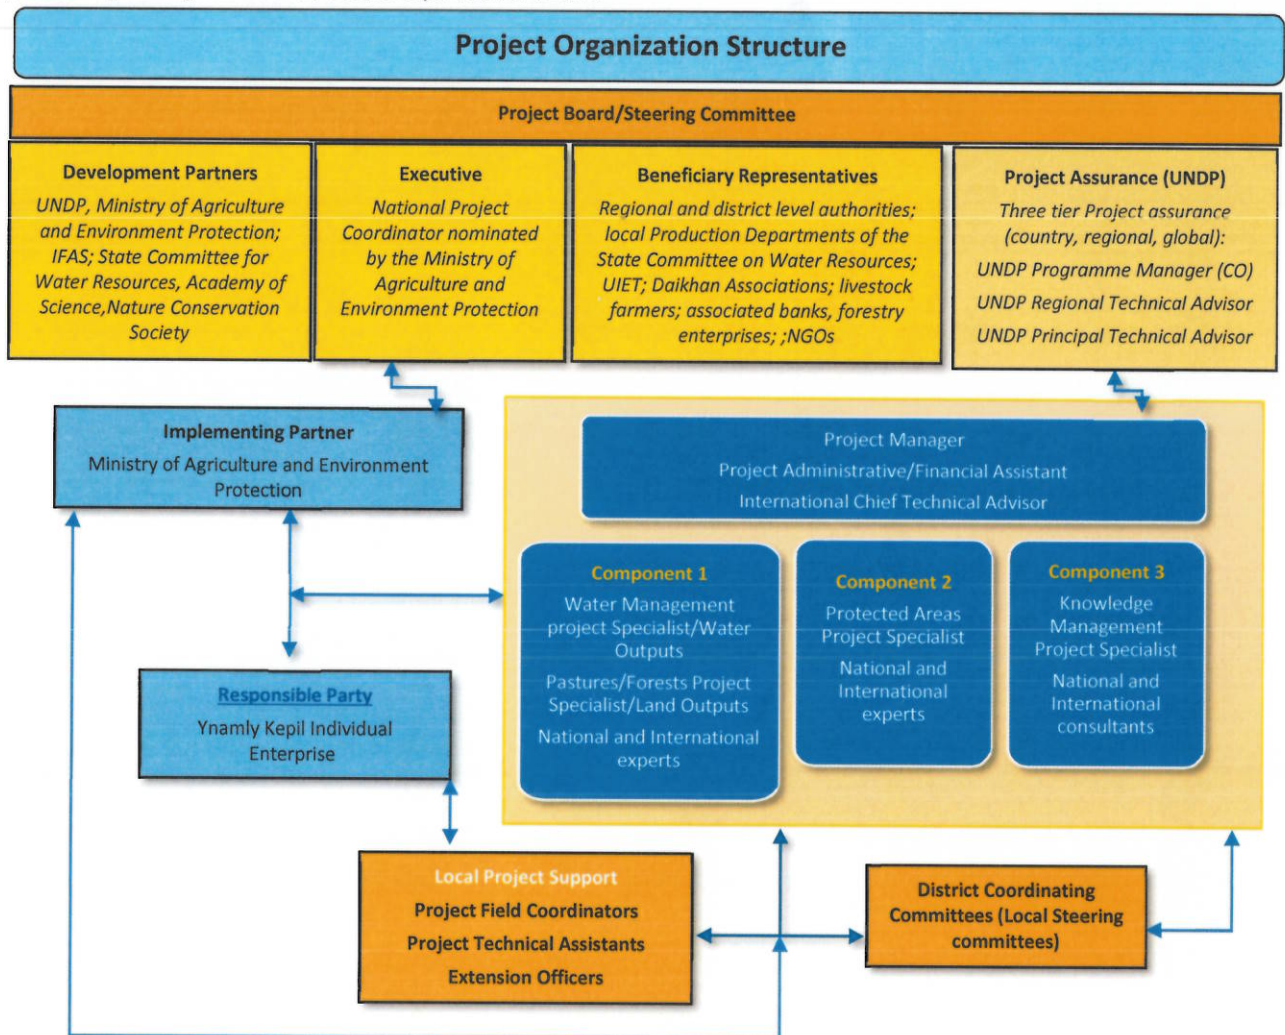 Project Organization Structure
Project Board/Steering Committee
Development Partners
UNDP, Ministry of Agriculture
and Environment Protection;
IFAS; State Committee for
Water Resources, Academy of
Science,Nature Conservation
Society
Executive
National Project
Coordinator nominated
by the Ministry of
Agriculture and
Environment Protection
Beneficiary Representatives
Regional and district level authorities;
local Production Departments of the
State Committee on Water Resources;
UIET; Daikhan Associations; livestock
farmers; associated banks, forestry
enterprises; ;NGOs
Project Assurance (UNDP)
Three tier Project assurance
(country, regional, global):
UNDP Programme Manager (CO)
UNDP Regional Technical Advisor
UNDP Principal Technical Advisor
Implementing Partner
Ministry of Agriculture and Environment
Protection
Project Manager
Project Administrative/Financial Assistant
International Chief Technical Advisor
Component 1
Water Management
project Specialist/Water
Outputs
Pastures/Forests Project
Specialist/Land Outputs
National and International
experts
Component 2
Protected Areas
Project Specialist
National and
International
experts
Component 3
Knowledge
Management
Project Specialist
National and
International
consultants
Responsible Party
Ynamly Kepil Individual
Enterprise
Local Project Support
Project Field Coordinators
Project Technical Assistants
Extension Officers
District Coordinating
Committees (Local Steering
committees)